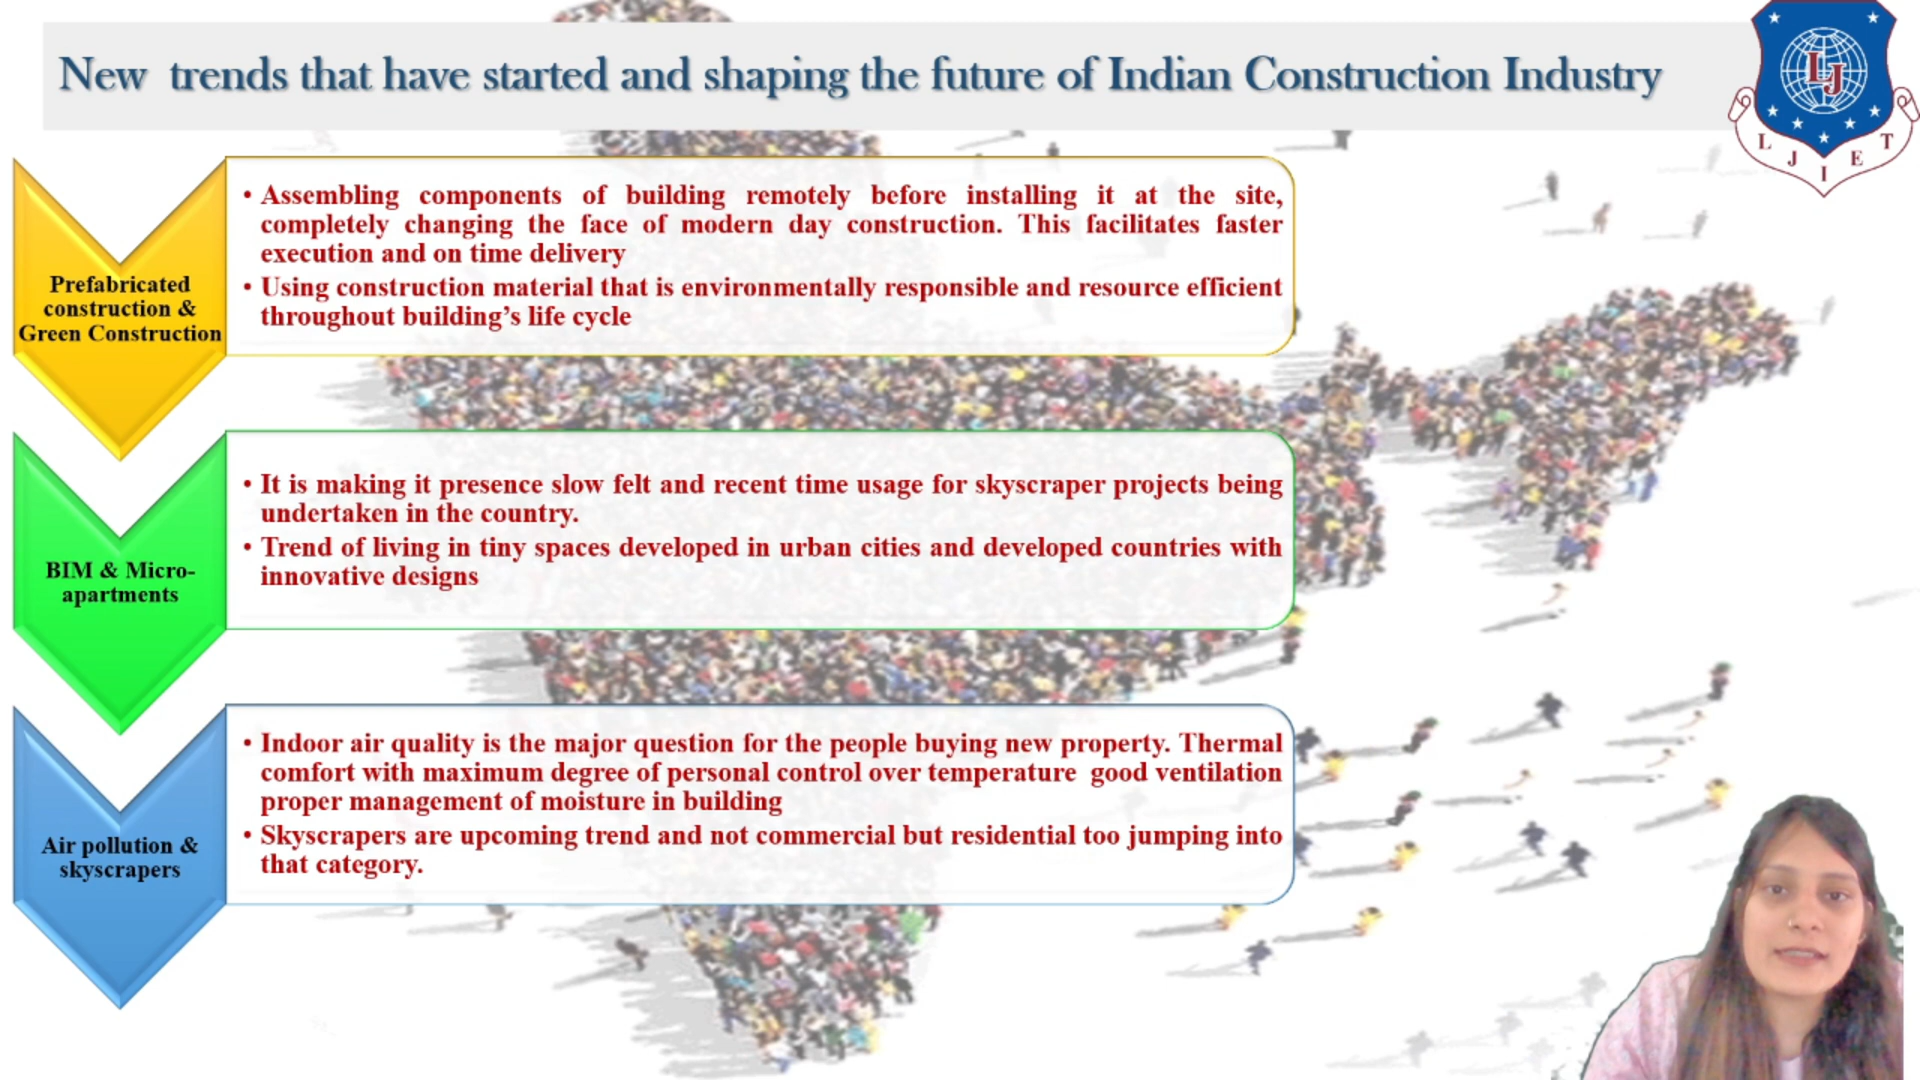 New trends that have started and shaping the future of Indian Construction Industry
LJ
L J I E T
Prefabricated
construction &
Green Construction
• Assembling components of building remotely before installing it at the site,
completely changing the face of modern day construction. This facilitates faster
execution and on time delivery
• Using construction material that is environmentally responsible and resource efficient
throughout building's life cycle
BIM & Micro-
apartments
• It is making it presence slow felt and recent time usage for skyscraper projects being
undertaken in the country.
• Trend of living in tiny spaces developed in urban cities and developed countries with
innovative designs
Air pollution &
skyscrapers
• Indoor air quality is the major question for the people buying new property. Thermal
comfort with maximum degree of personal control over temperature good ventilation
proper management of moisture in building
• Skyscrapers are upcoming trend and not commercial but residential too jumping into
that category.